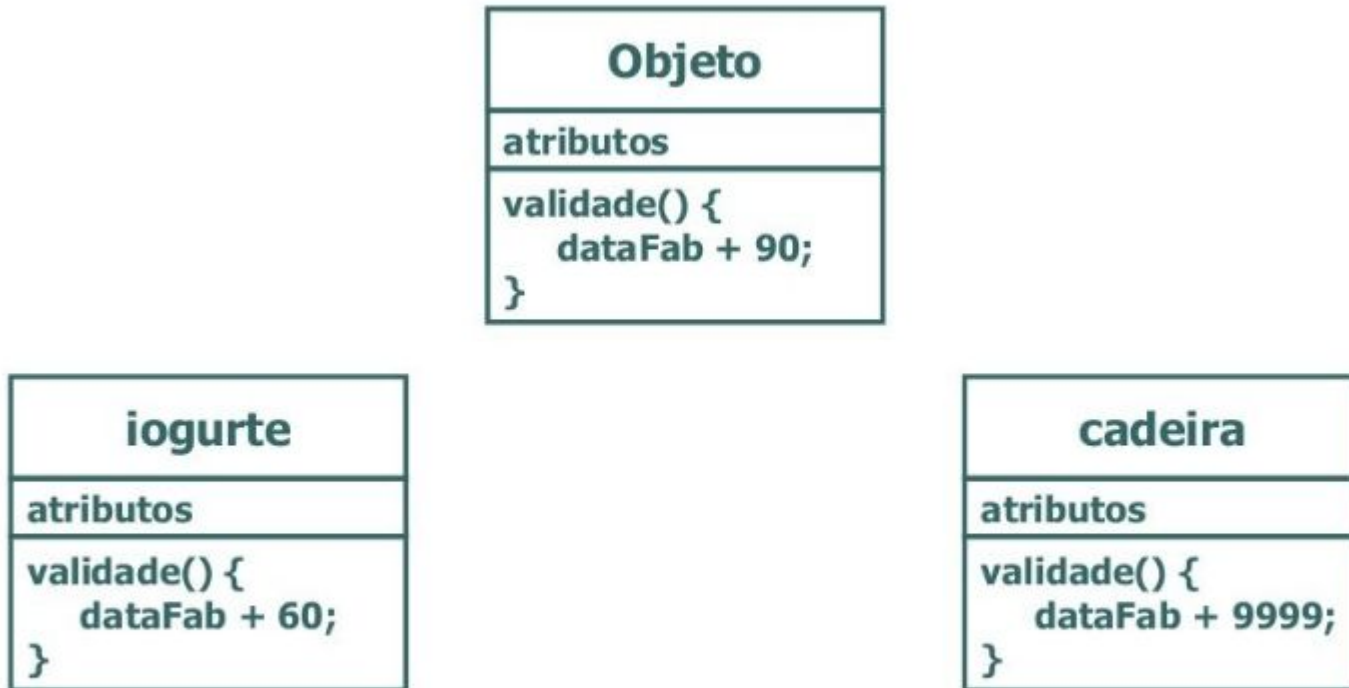 Objeto
atributos
validade() {
dataFab + 90;
}
iogurte
atributos
validade() {
dataFab + 60;
}
cadeira
atributos
validade() {
dataFab + 9999;
}